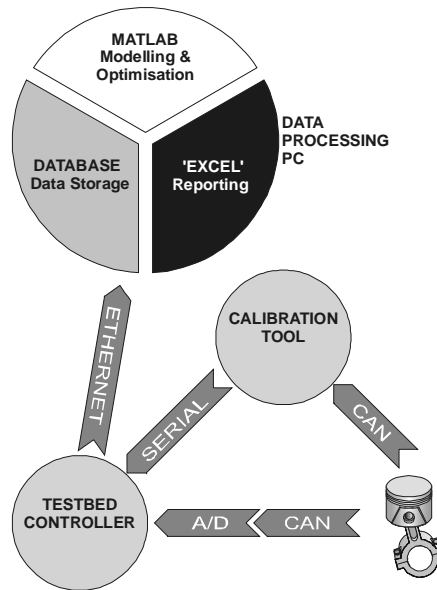 MATLAB
Modelling &
Optimisation
DATABASE
Data Storage
'EXCEL'
Reporting
DATA
PROCESSING
PC
ETHERNET
CALIBRATION
TOOL
SERIAL
CAN
TESTBED
CONTROLLER
A/D
CAN